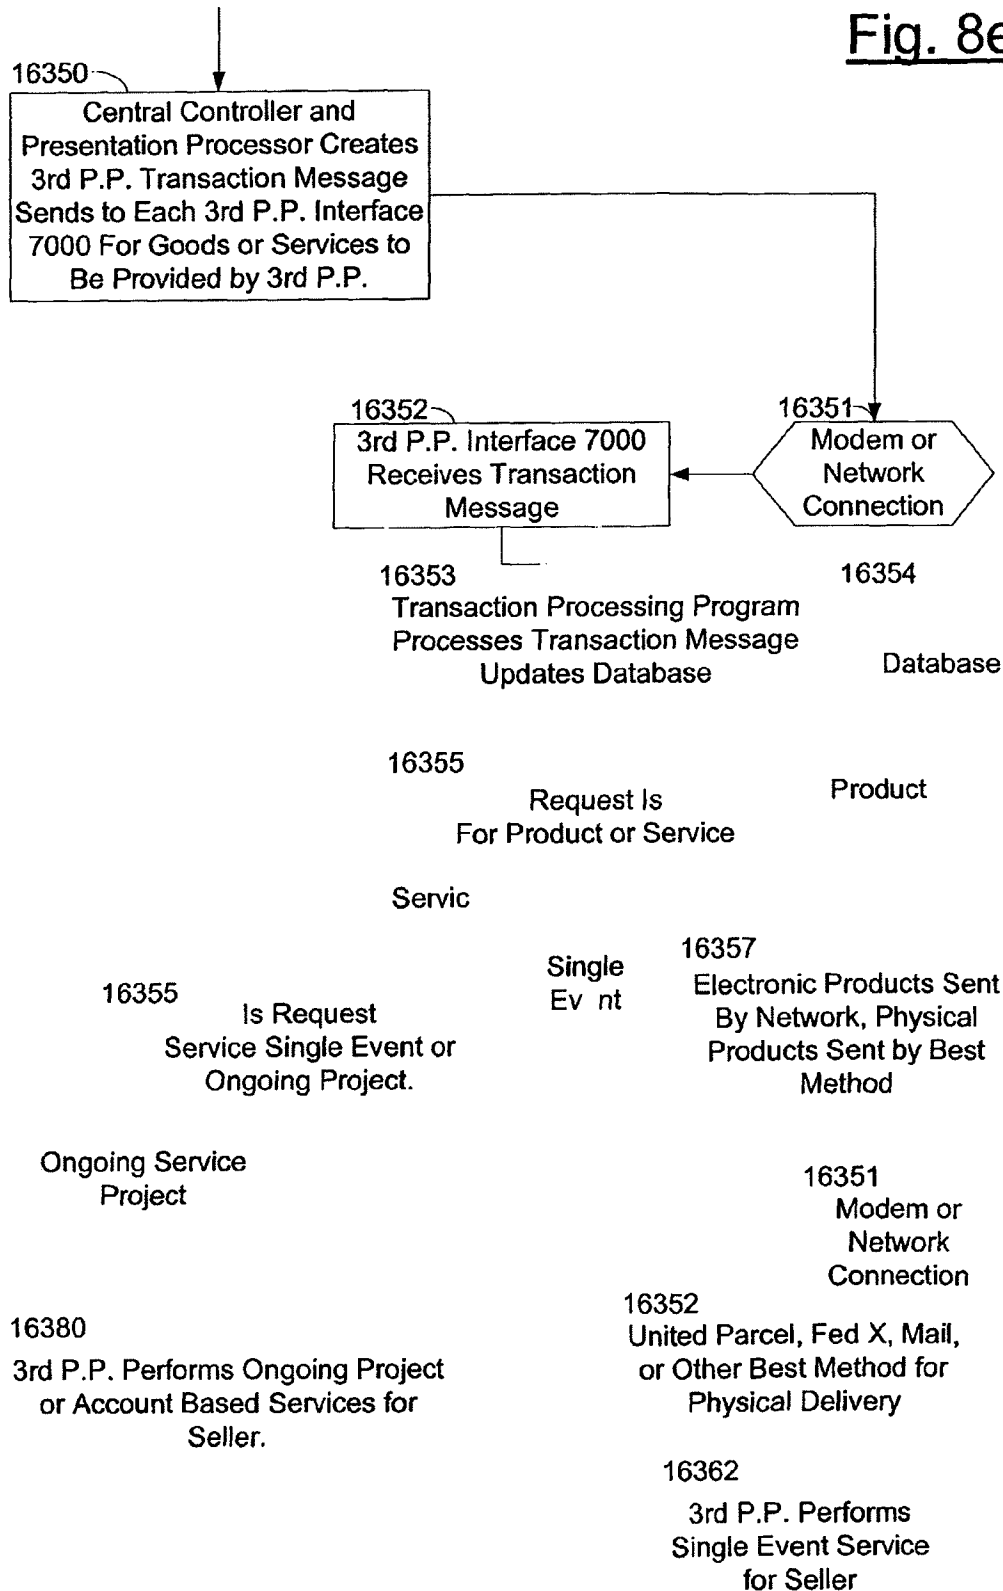 Fig. 8e
16350
Central Controller and
Presentation Processor Creates
3rd P.P. Transaction Message
Sends to Each 3rd P.P. Interface
7000 For Goods or Services to
Be Provided by 3rd P.P.
16352
3rd P.P. Interface 7000
Receives Transaction
Message
16351
Modem or
Network
Connection
16353
Transaction Processing Program
Processes Transaction Message
Updates Database
16354
Database
16355
Request Is
For Product or Service
Product
Servic
16355
Is Request
Service Single Event or
Ongoing Project.
Single
Ev nt
16357
Electronic Products Sent
By Network, Physical
Products Sent by Best
Method
Ongoing Service
Project
16351
Modem or
Network
Connection
16352
United Parcel, Fed X, Mail,
or Other Best Method for
Physical Delivery
16380
3rd P.P. Performs Ongoing Project
or Account Based Services for
Seller.
16362
3rd P.P. Performs
Single Event Service
for Seller